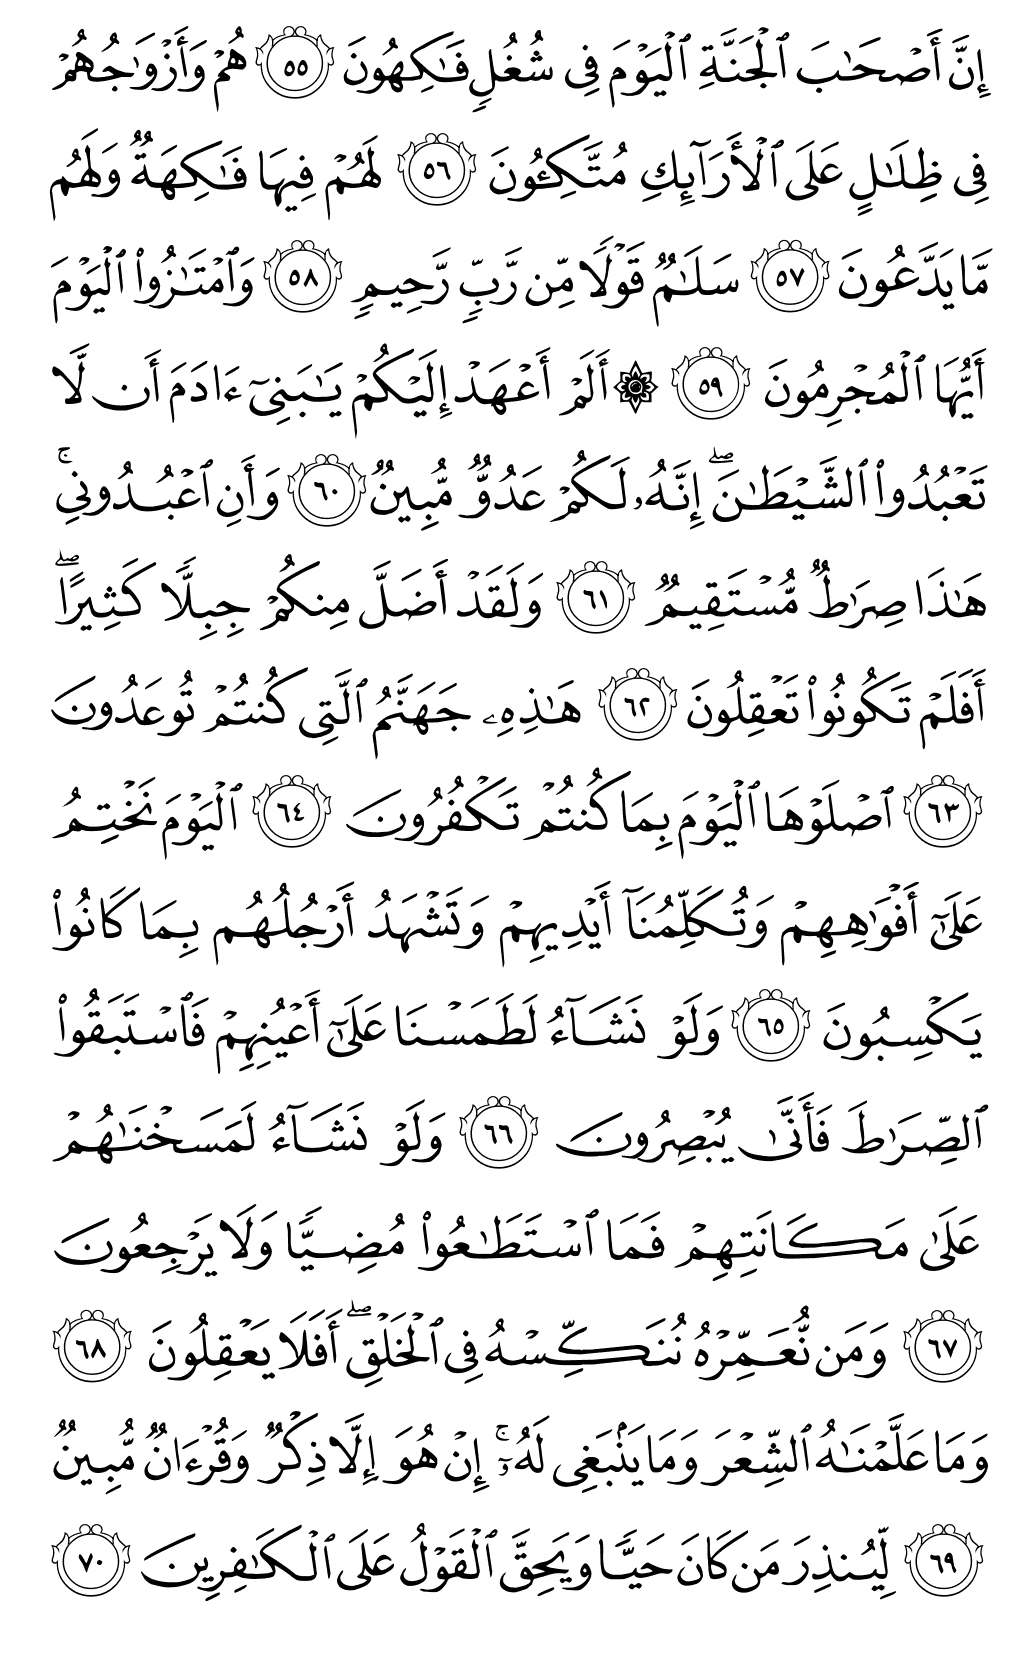 إِنَّ أَصْحَٰبَ ٱلْجَنَّةِ ٱلْيَوْمَ فِى شُغُلٍ فَٰكِهُونَ ٥٥ هُمْ وَأَزْوَٰجُهُمْ
فِى ظِلَٰلٍ عَلَى ٱلْأَرَآئِكِ مُتَّكِـُٔونَ ٥٦ لَهُمْ فِيهَا فَٰكِهَةٌ وَلَهُم
مَّا يَدَّعُونَ ٥٧ سَلَٰمٌ قَوْلًا مِّن رَّبٍّ رَّحِيمٍ ٥٨ وَٱمْتَٰزُوا۟ ٱلْيَوْمَ
أَيُّهَا ٱلْمُجْرِمُونَ ٥٩ ۞ أَلَمْ أَعْهَدْ إِلَيْكُمْ يَٰبَنِىٓ ءَادَمَ أَن لَّا
تَعْبُدُوا۟ ٱلشَّيْطَٰنَ ۖ إِنَّهُۥ لَكُمْ عَدُوٌّ مُّبِينٌ ٦٠ وَأَنِ ٱعْبُدُونِى ۚ
هَٰذَا صِرَٰطٌ مُّسْتَقِيمٌ ٦١ وَلَقَدْ أَضَلَّ مِنكُمْ جِبِلًّا كَثِيرًا ۖ
أَفَلَمْ تَكُونُوا۟ تَعْقِلُونَ ٦٢ هَٰذِهِۦ جَهَنَّمُ ٱلَّتِى كُنتُمْ تُوعَدُونَ
٦٣ ٱصْلَوْهَا ٱلْيَوْمَ بِمَا كُنتُمْ تَكْفُرُونَ ٦٤ ٱلْيَوْمَ نَخْتِمُ
عَلَىٰٓ أَفْوَٰهِهِمْ وَتُكَلِّمُنَآ أَيْدِيهِمْ وَتَشْهَدُ أَرْجُلُهُم بِمَا كَانُوا۟
يَكْسِبُونَ ٦٥ وَلَوْ نَشَآءُ لَطَمَسْنَا عَلَىٰٓ أَعْيُنِهِمْ فَٱسْتَبَقُوا۟
ٱلصِّرَٰطَ فَأَنَّىٰ يُبْصِرُونَ ٦٦ وَلَوْ نَشَآءُ لَمَسَخْنَٰهُمْ
عَلَىٰ مَكَانَتِهِمْ فَمَا ٱسْتَطَٰعُوا۟ مُضِيًّا وَلَا يَرْجِعُونَ
٦٧ وَمَن نُّعَمِّرْهُ نُنَكِّسْهُ فِى ٱلْخَلْقِ ۖ أَفَلَا يَعْقِلُونَ ٦٨
وَمَا عَلَّمْنَٰهُ ٱلشِّعْرَ وَمَا يَنۢبَغِى لَهُۥٓ ۚ إِنْ هُوَ إِلَّا ذِكْرٌ وَقُرْءَانٌ مُّبِينٌ
٦٩ لِّيُنذِرَ مَن كَانَ حَيًّا وَيَحِقَّ ٱلْقَوْلُ عَلَى ٱلْكَٰفِرِينَ ٧٠